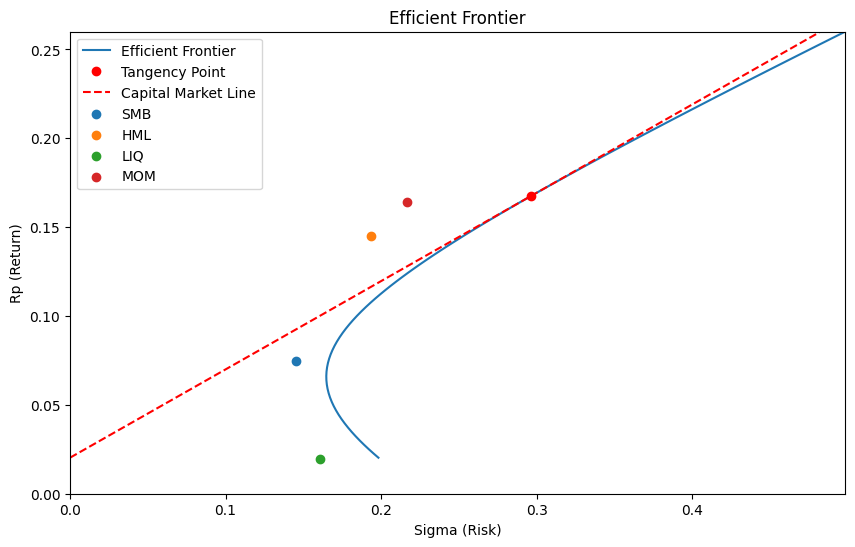 Efficient Frontier
Efficient Frontier
Tangency Point
Capital Market Line
SMB
HML
LIQ
MOM
0.25
0.20
0.15
0.10
0.05
0.00
Rp (Return)
0.0 0.1 0.2 0.3 0.4
Sigma (Risk)